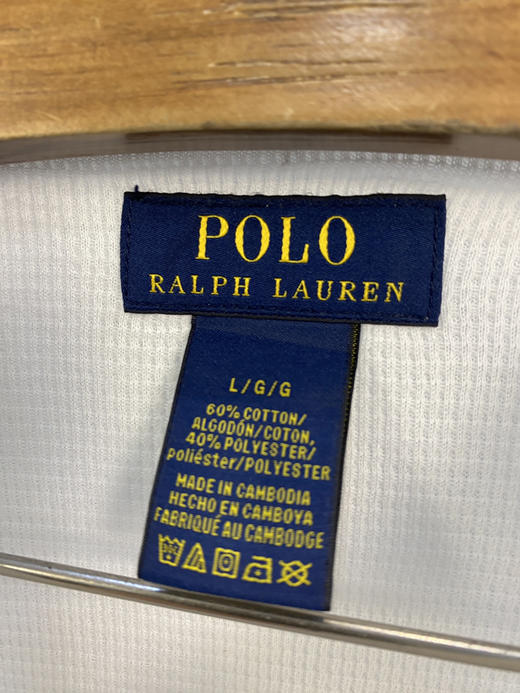 POLO
RALPH LAUREN
L/G/G
60% COTTON/
ALGODÓN/COTON,
40% POLYESTER/
poliéster/POLYESTER
MADE IN CAMBODIA
HECHO EN CAMBOYA
FABRIQUÉ AU CAMBODGE